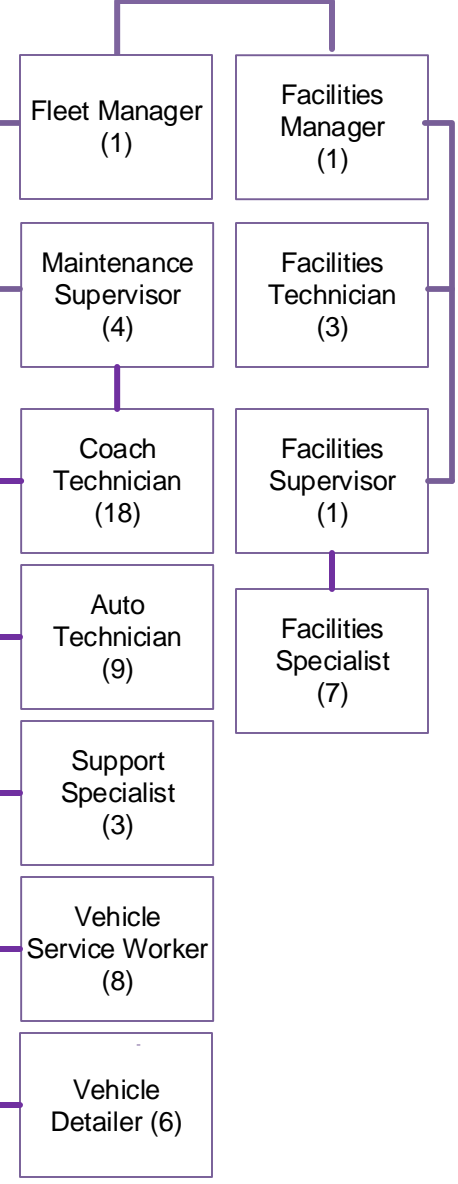 Fleet Manager
(1)
Maintenance
Supervisor
(4)
Coach
Technician
(18)
Auto
Technician
(9)
Support
Specialist
(3)
Vehicle
Service Worker
(8)
Vehicle
Detailer (6)
Facilities
Manager
(1)
Facilities
Technician
(3)
Facilities
Supervisor
(1)
Facilities
Specialist
(7)